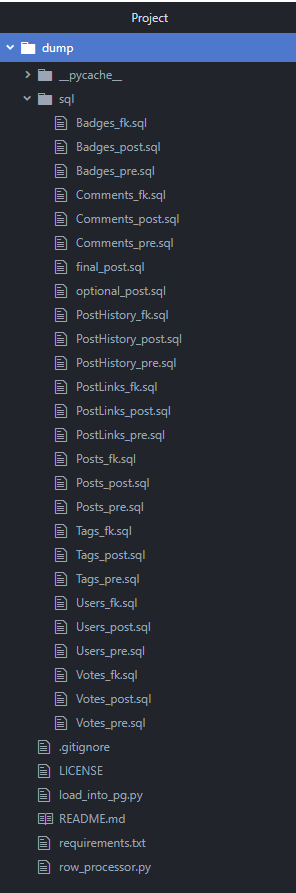 Project
dump
__pycache__
sql
Badges_fk.sql
Badges_post.sql
Badges_pre.sql
Comments_fk.sql
Comments_post.sql
Comments_pre.sql
final_post.sql
optional_post.sql
PostHistory_fk.sql
PostHistory_post.sql
PostHistory_pre.sql
PostLinks_fk.sql
PostLinks_post.sql
PostLinks_pre.sql
Posts_fk.sql
Posts_post.sql
Posts_pre.sql
Tags_fk.sql
Tags_post.sql
Tags_pre.sql
Users_fk.sql
Users_post.sql
Users_pre.sql
Votes_fk.sql
Votes_post.sql
Votes_pre.sql
.gitignore
LICENSE
load_into_pg.py
README.md
requirements.txt
row_processor.py